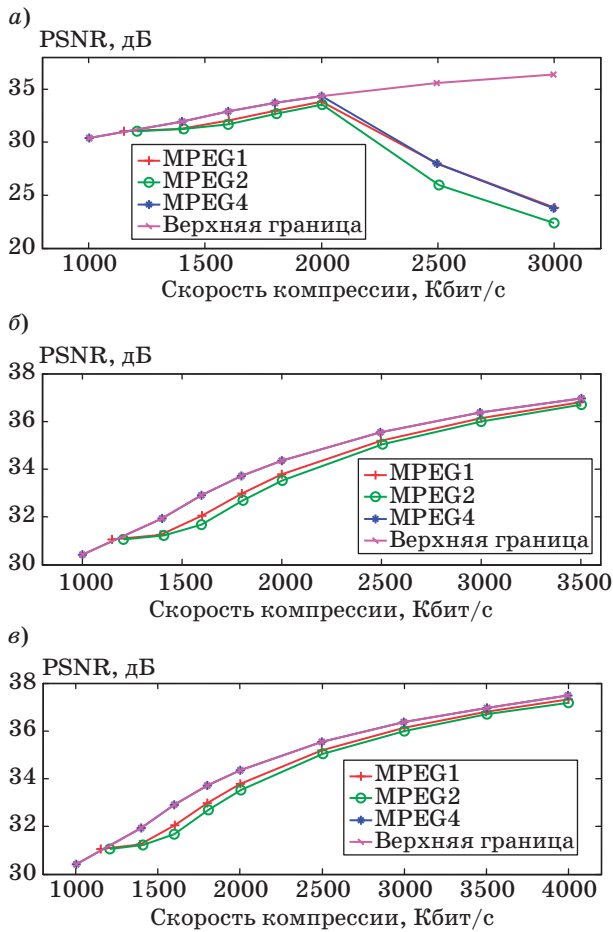 а)
PSNR, дБ
35
30
25
20
MPEG1
MPEG2
MPEG4
Верхняя граница
1000 1500 2000 2500 3000
Скорость компрессии, Кбит/с
б)
PSNR, дБ
38
36
34
32
30
MPEG1
MPEG2
MPEG4
Верхняя граница
1000 1500 2000 2500 3000 3500
Скорость компрессии, Кбит/с
в)
PSNR, дБ
38
36
34
32
30
MPEG1
MPEG2
MPEG4
Верхняя граница
1000 1500 2000 2500 3000 3500 4000
Скорость компрессии, Кбит/с